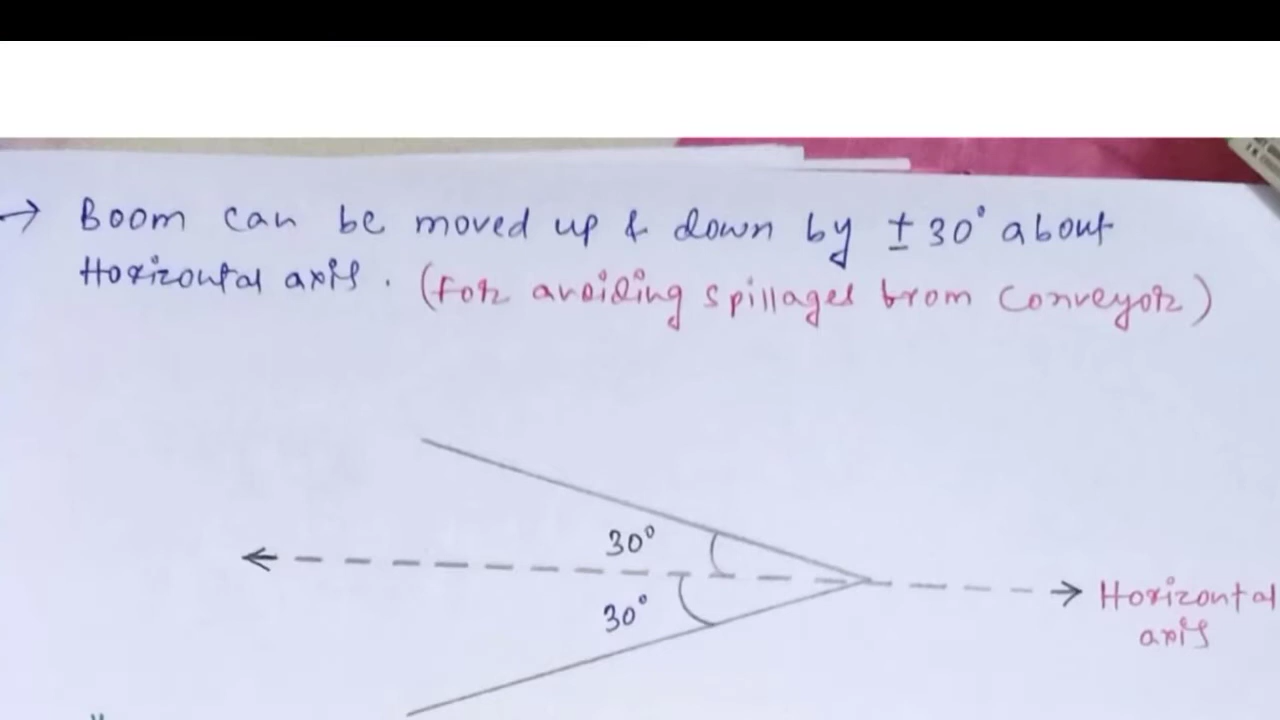 → Boom can be moved up & down by ± 30° about
Horizontal axis. (For avoiding spillages from conveyor)
30°
30°
Horizontal
axis